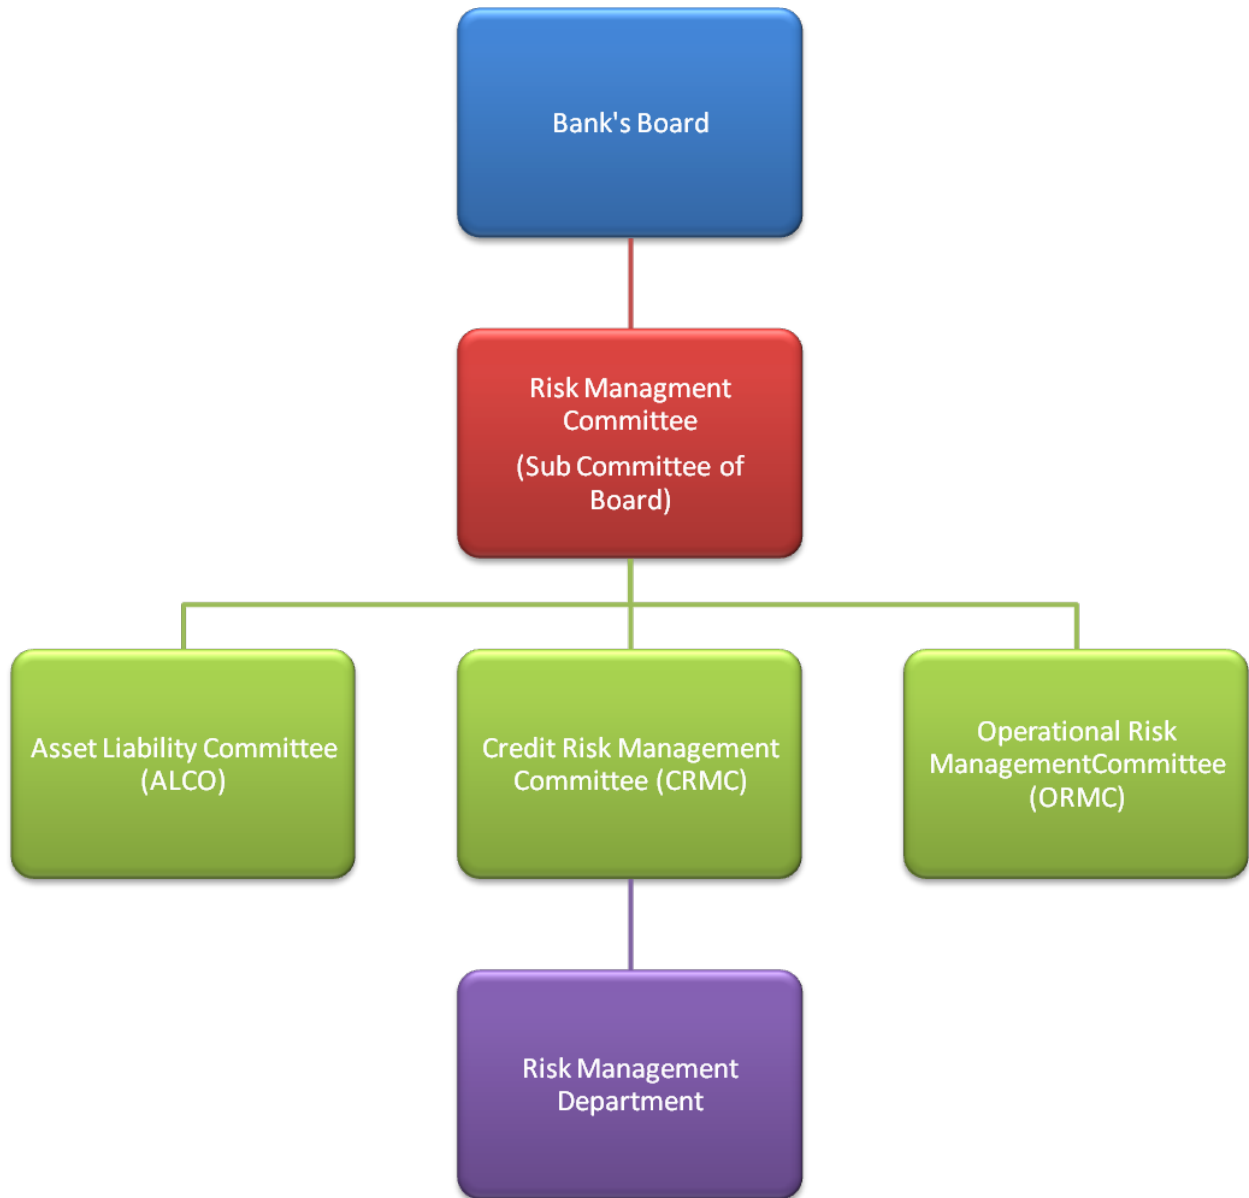 Bank's Board
Risk Managment
Committee
(Sub Committee of
Board)
Asset Liability Committee
(ALCO)
Credit Risk Management
Committee (CRMC)
Operational Risk
ManagementCommittee
(ORMC)
Risk Management
Department